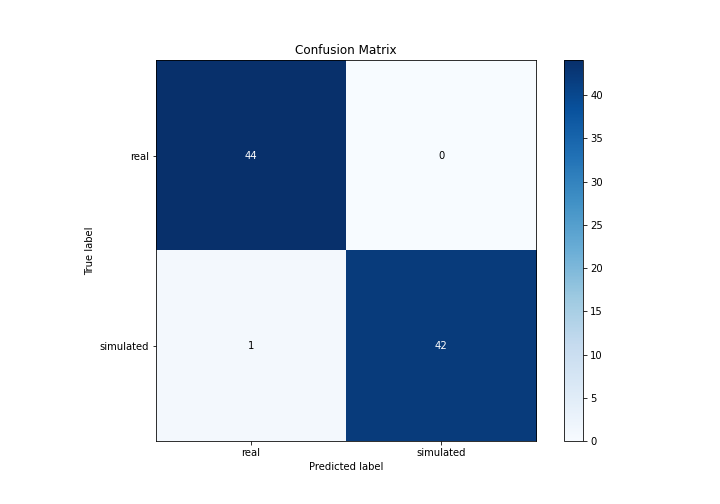 Confusion Matrix
True label
real
simulated
44
0
1
42
real
simulated
Predicted label
40
35
30
25
20
15
10
5
0